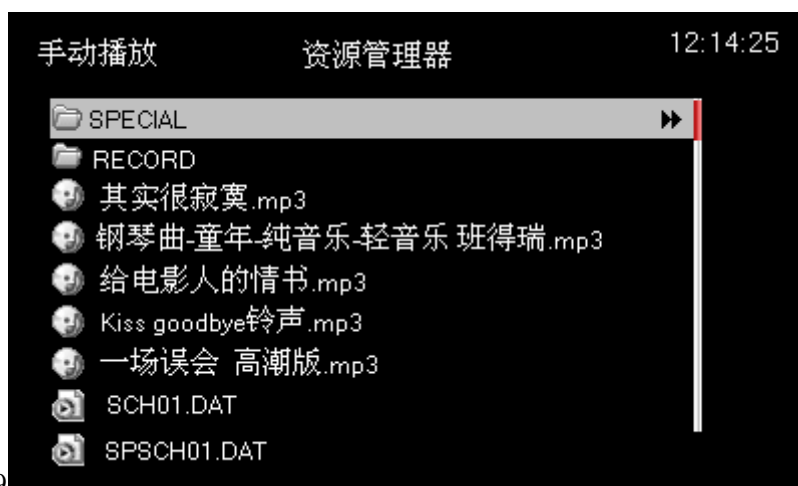 手动播放 资源管理器 12:14:25
SPECIAL
RECORD
其实很寂寞.mp3
钢琴曲-童年-纯音乐-轻音乐 班得瑞.mp3
给电影人的情书.mp3
Kiss goodbye铃声.mp3
一场误会 高潮版.mp3
SCH01.DAT
SPSCH01.DAT